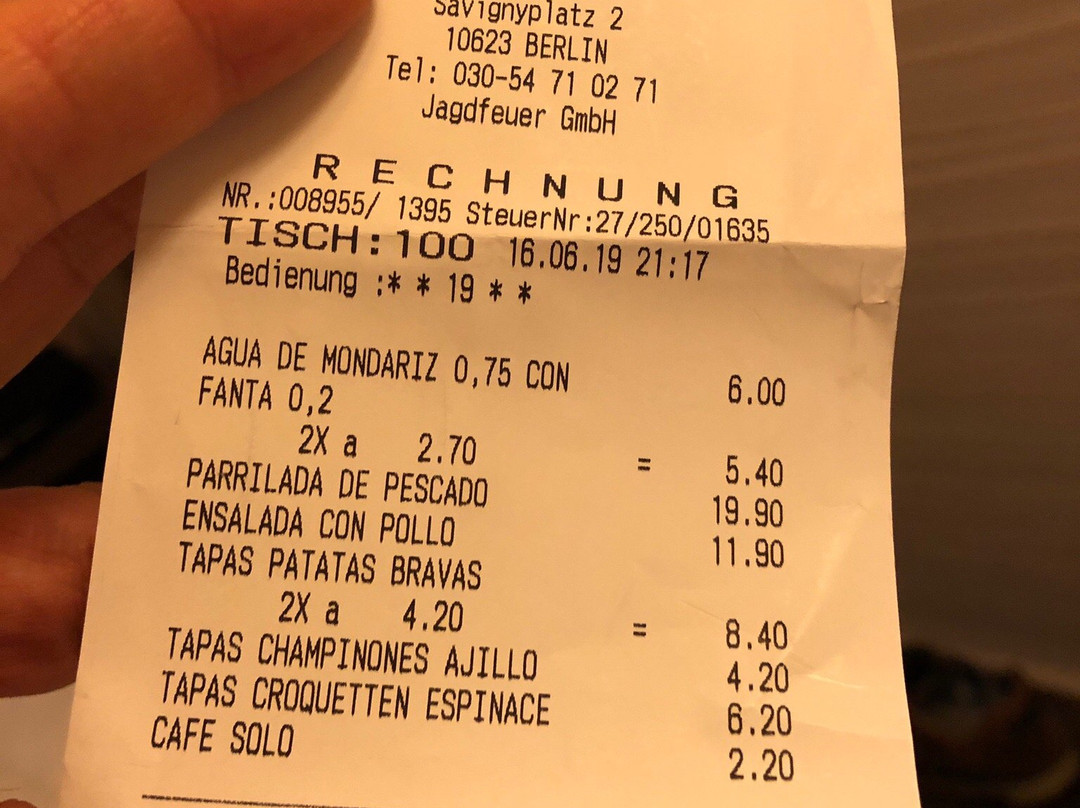 Savignyplatz 2
10623 BERLIN
Tel: 030-54 71 02 71
Jagdfeuer GmbH
RECHNUNG
NR.:008955/ 1395 SteuerNr:27/250/01635
TISCH:100 16.06.19 21:17
Bedienung :* * 19 * *
AGUA DE MONDARIZ 0,75 CON 6.00
FANTA 0,2
2X a 2.70 = 5.40
PARRILADA DE PESCADO 19.90
ENSALADA CON POLLO 11.90
TAPAS PATATAS BRAVAS
2X a 4.20 = 8.40
TAPAS CHAMPINONES AJILLO 4.20
TAPAS CROQUETTEN ESPINACE 6.20
CAFE SOLO 2.20